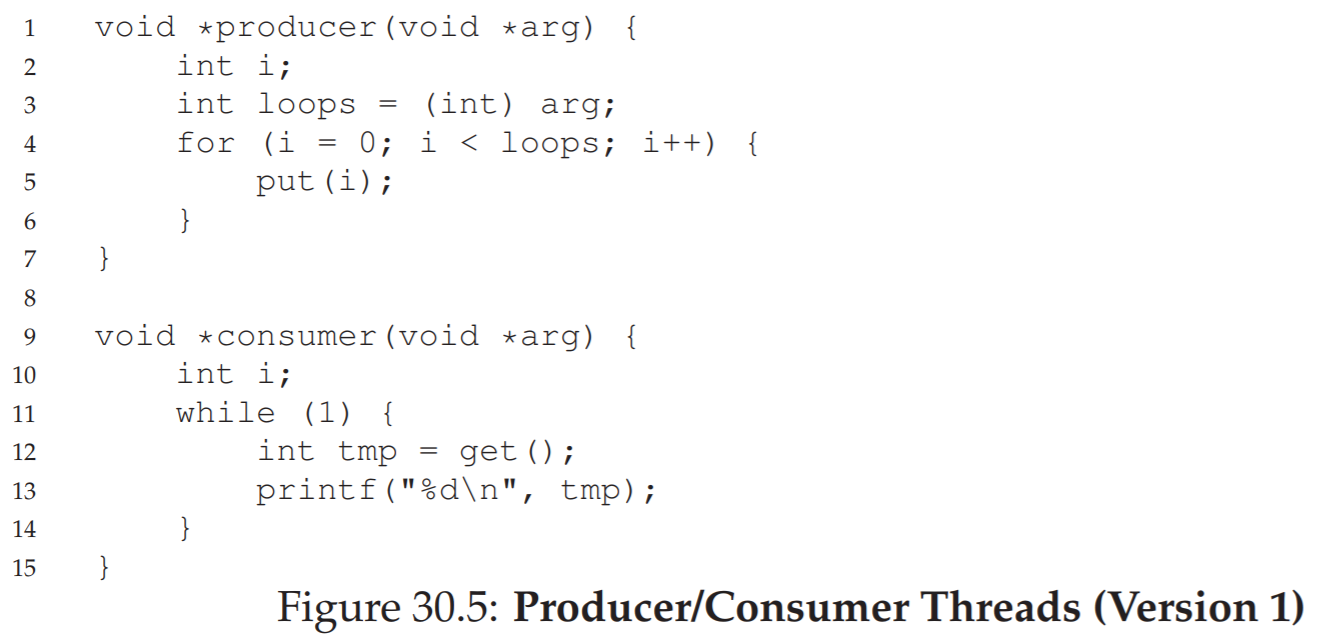 1 void *producer(void *arg) {
2 int i;
3 int loops = (int) arg;
4 for (i = 0; i < loops; i++) {
5 put(i);
6 }
7 }
8
9 void *consumer(void *arg) {
10 int i;
11 while (1) {
12 int tmp = get();
13 printf("%d\n", tmp);
14 }
15 }
Figure 30.5: Producer/Consumer Threads (Version 1)